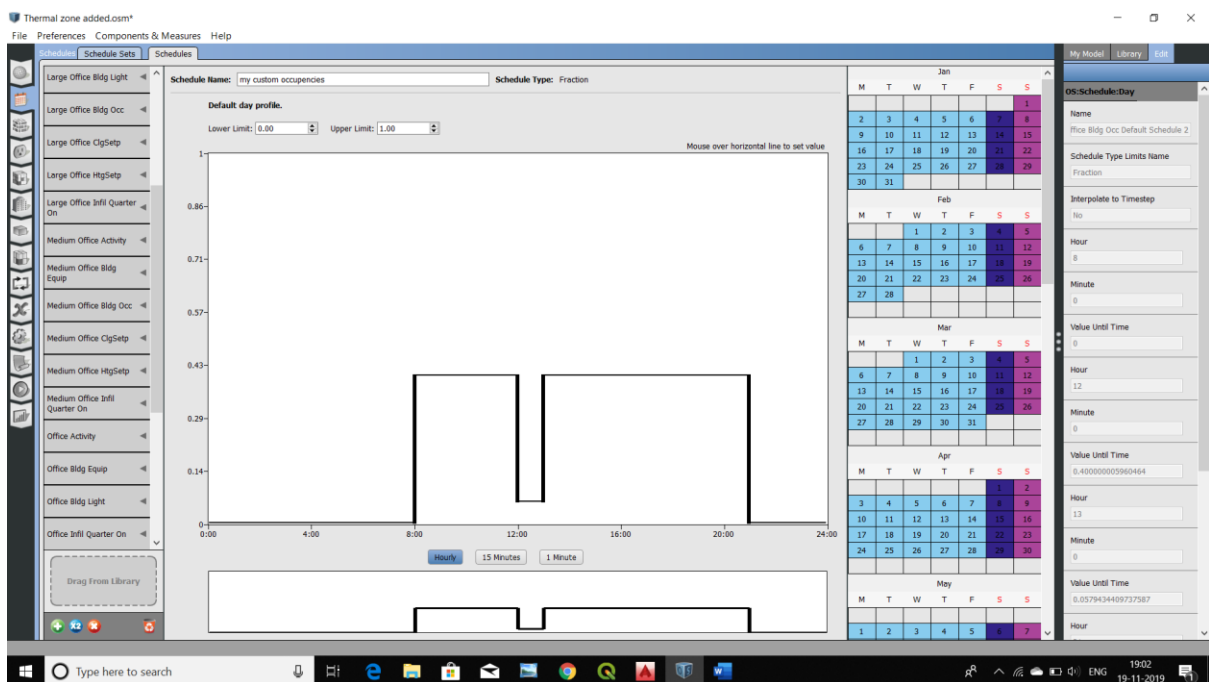 Thermal zone added.osm*
File Preferences Components & Measures Help
Schedules Schedule Sets Schedules
My Model Library Edit
Large Office Bldg Light
Large Office Bldg Occ
Large Office ClgSetp
Large Office HtgSetp
Large Office Infil Quarter
On
Medium Office Activity
Medium Office Bldg
Equip
Medium Office Bldg Occ
Medium Office ClgSetp
Medium Office HtgSetp
Medium Office Infil
Quarter On
Office Activity
Office Bldg Equip
Office Bldg Light
Office Infil Quarter On
Drag From Library
X2
Schedule Name: my custom occupencies Schedule Type: Fraction
Default day profile.
Lower Limit: 0.00 Upper Limit: 1.00
Mouse over horizontal line to set value
1
0.86
0.71
0.57
0.43
0.29
0.14
0
0:00 4:00 8:00 12:00 16:00 20:00 24:00
Hourly 15 Minutes 1 Minute
Jan
M T W T F S S
1
2 3 4 5 6 7 8
9 10 11 12 13 14 15
16 17 18 19 20 21 22
23 24 25 26 27 28 29
30 31
Feb
M T W T F S S
1 2 3 4 5
6 7 8 9 10 11 12
13 14 15 16 17 18 19
20 21 22 23 24 25 26
27 28
Mar
M T W T F S S
1 2 3 4 5
6 7 8 9 10 11 12
13 14 15 16 17 18 19
20 21 22 23 24 25 26
27 28 29 30 31
Apr
M T W T F S S
1 2
3 4 5 6 7 8 9
10 11 12 13 14 15 16
17 18 19 20 21 22 23
24 25 26 27 28 29 30
May
M T W T F S S
1 2 3 4 5 6 7
OS:Schedule:Day
Name
ffice Bldg Occ Default Schedule 2
Schedule Type Limits Name
Fraction
Interpolate to Timestep
No
Hour
8
Minute
0
Value Until Time
0
Hour
12
Minute
0
Value Until Time
0.400000005960464
Hour
13
Minute
0
Value Until Time
0.0579434409737587
Hour
Type here to search
ENG
19:02
19-11-2019